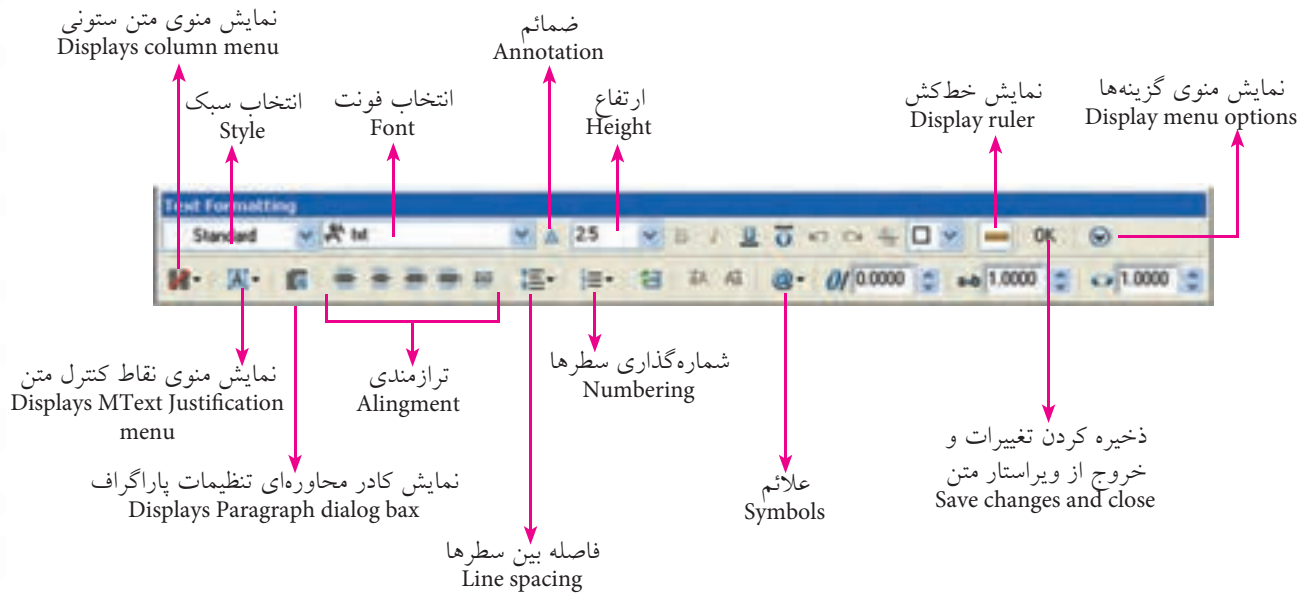 نمایش منوی متن ستونی
Displays column menu
ضمائم
Annotation
انتخاب سبک
Style
انتخاب فونت
Font
ارتفاع
Height
نمایش خط‌کش
Display ruler
نمایش منوی گزینه‌ها
Display menu options
Text Formatting
Standard txt 2.5 B I U O OK
@ 0/ 0.0000 a-b 1.0000 1.0000
نمایش منوی نقاط کنترل متن
Displays MText Justification
menu
ترازمندی
Alingment
شماره‌گذاری سطرها
Numbering
نمایش کادر محاوره‌ای تنظیمات پاراگراف
Displays Paragraph dialog bax
فاصله بین سطرها
Line spacing
علائم
Symbols
ذخیره کردن تغییرات و
خروج از ویراستار متن
Save changes and close